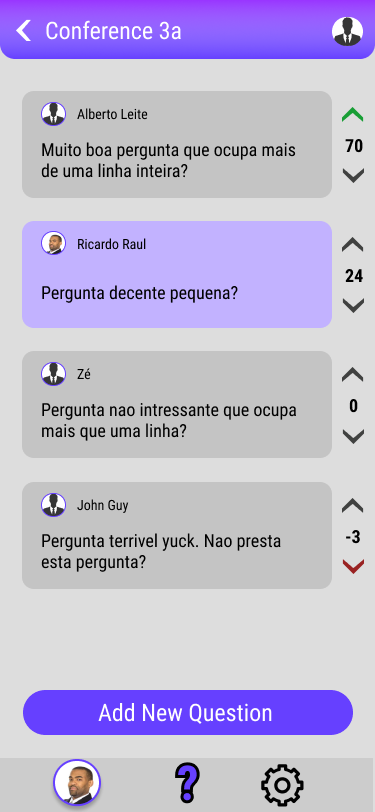 Conference 3a
Alberto Leite
Muito boa pergunta que ocupa mais
de uma linha inteira?
70
Ricardo Raul
Pergunta decente pequena?
24
Zé
Pergunta nao intressante que ocupa
mais que uma linha?
0
John Guy
Pergunta terrivel yuck. Nao presta
esta pergunta?
-3
Add New Question
?